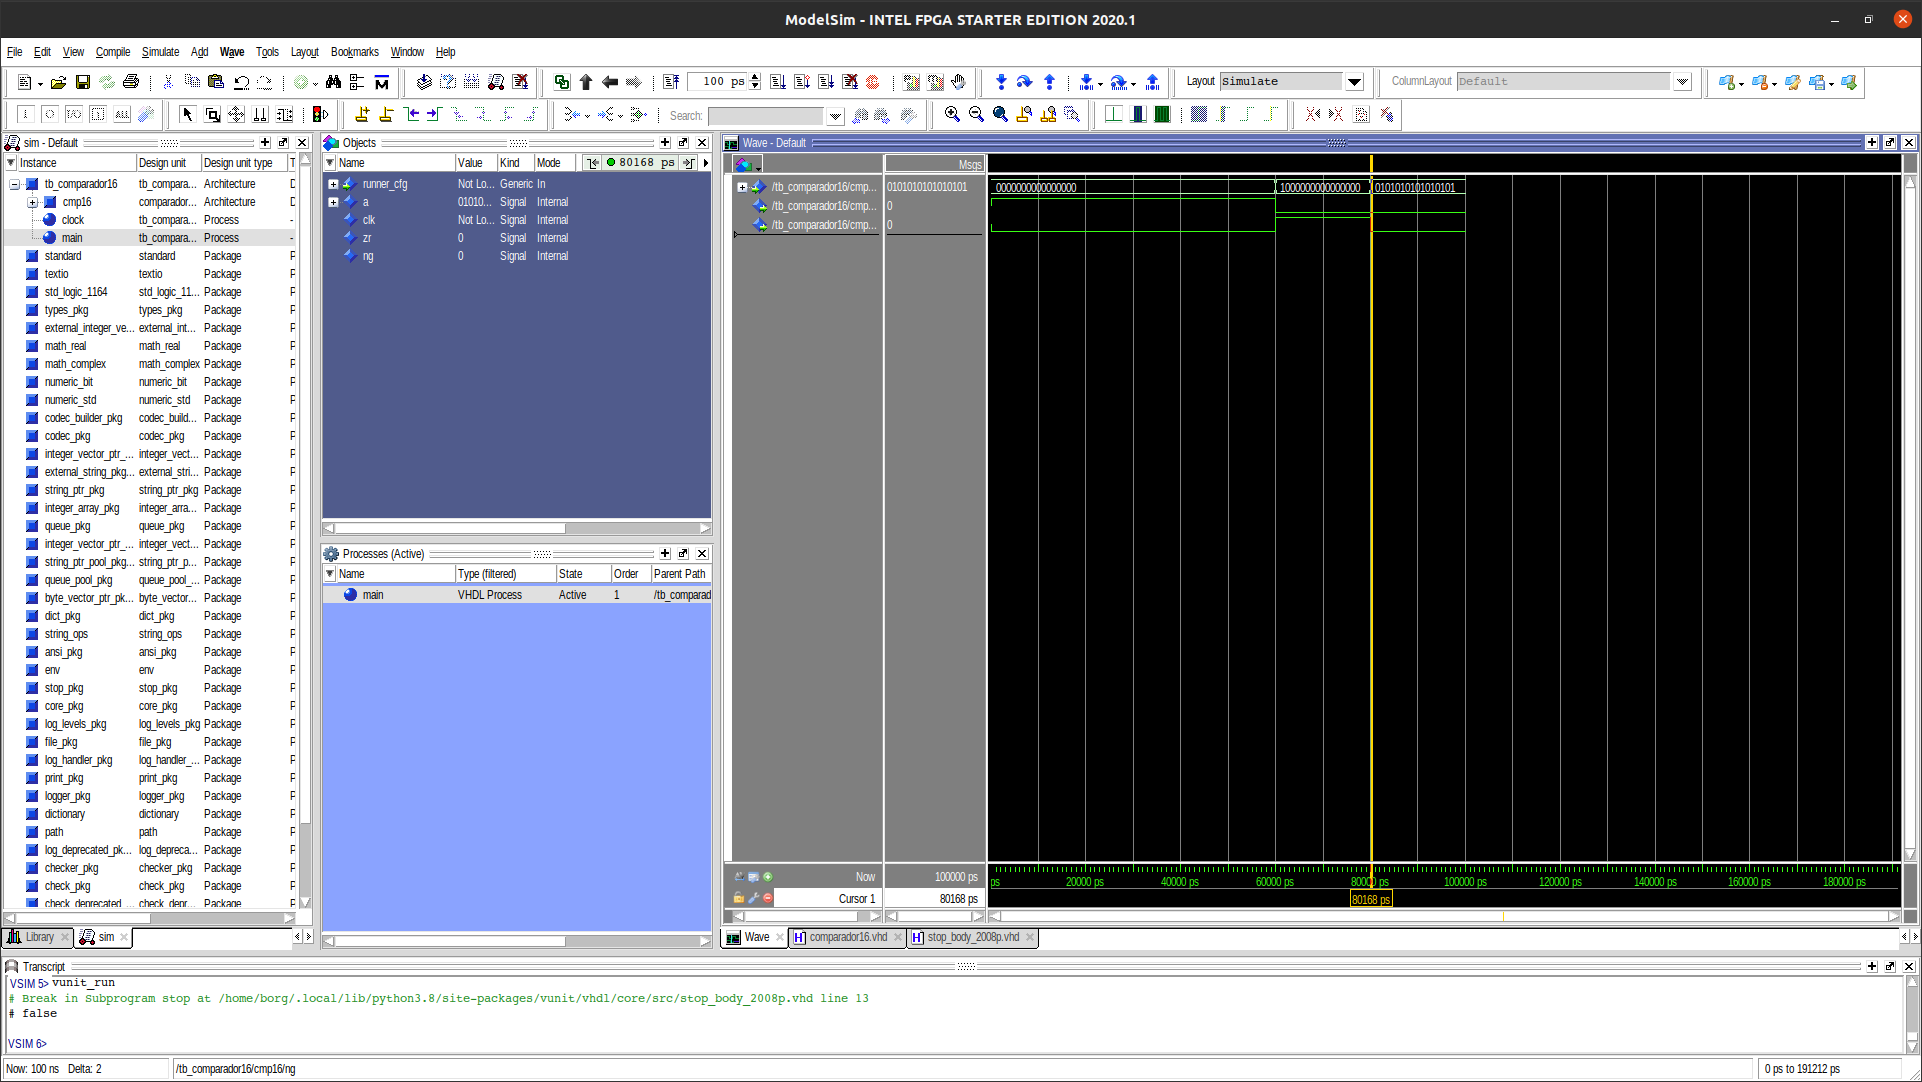 ModelSim - INTEL FPGA STARTER EDITION 2020.1
File Edit View Compile Simulate Add Wave Tools Layout Bookmarks Window Help
100 ps
Layout Simulate
ColumnLayout Default
Search:
sim - Default
Instance Design unit Design unit type T
tb_comparador16 tb_compara... Architecture D
cmp16 comparador... Architecture D
clock tb_compara... Process -
main tb_compara... Process -
standard standard Package P
textio textio Package P
std_logic_1164 std_logic_11... Package P
types_pkg types_pkg Package P
external_integer_ve... external_int... Package P
math_real math_real Package P
math_complex math_complex Package P
numeric_bit numeric_bit Package P
numeric_std numeric_std Package P
codec_builder_pkg codec_build... Package P
codec_pkg codec_pkg Package P
integer_vector_ptr_... integer_vect... Package P
external_string_pkg... external_stri... Package P
string_ptr_pkg string_ptr_pkg Package P
integer_array_pkg integer_arra... Package P
queue_pkg queue_pkg Package P
integer_vector_ptr_... integer_vect... Package P
string_ptr_pool_pkg... string_ptr_p... Package P
queue_pool_pkg queue_pool_... Package P
byte_vector_ptr_pk... byte_vector... Package P
dict_pkg dict_pkg Package P
string_ops string_ops Package P
ansi_pkg ansi_pkg Package P
env env Package P
stop_pkg stop_pkg Package P
core_pkg core_pkg Package P
log_levels_pkg log_levels_pkg Package P
file_pkg file_pkg Package P
log_handler_pkg log_handler_... Package P
print_pkg print_pkg Package P
logger_pkg logger_pkg Package P
dictionary dictionary Package P
path path Package P
log_deprecated_pk... log_depreca... Package P
checker_pkg checker_pkg Package P
check_pkg check_pkg Package P
check_deprecated_... check_depr... Package P
Library sim
Objects
Name Value Kind Mode 80168 ps
runner_cfg Not Lo... Generic In
a 01010... Signal Internal
clk Not Lo... Signal Internal
zr 0 Signal Internal
ng 0 Signal Internal
Processes (Active)
Name Type (filtered) State Order Parent Path
main VHDL Process Active 1 /tb_comparad
Wave - Default
Msgs
/tb_comparador16/cmp... 0101010101010101 0000000000000000 1000000000000000 0101010101010101
/tb_comparador16/cmp... 0
/tb_comparador16/cmp... 0
Now 100000 ps
ps 20000 ps 40000 ps 60000 ps 80000 ps 100000 ps 120000 ps 140000 ps 160000 ps 180000 ps
Cursor 1 80168 ps 80168 ps
Wave comparador16.vhd stop_body_2008p.vhd
Transcript
VSIM 5> vunit_run
# Break in Subprogram stop at /home/borg/.local/lib/python3.8/site-packages/vunit/vhdl/core/src/stop_body_2008p.vhd line 13
# false
VSIM 6>
Now: 100 ns Delta: 2 /tb_comparador16/cmp16/ng 0 ps to 191212 ps